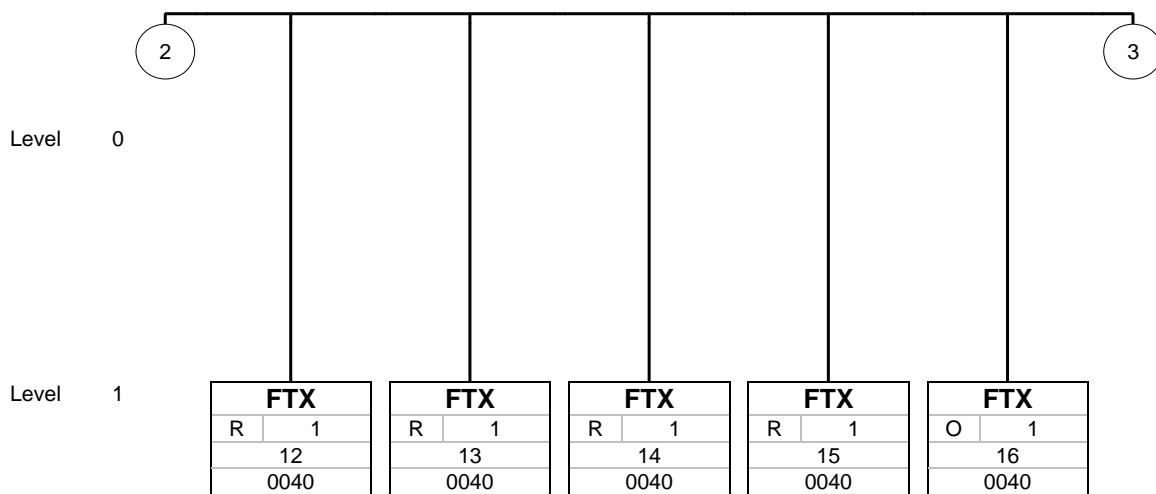 2 3
Level 0
Level 1
FTX FTX FTX FTX FTX
R 1 R 1 R 1 R 1 O 1
12 13 14 15 16
0040 0040 0040 0040 0040